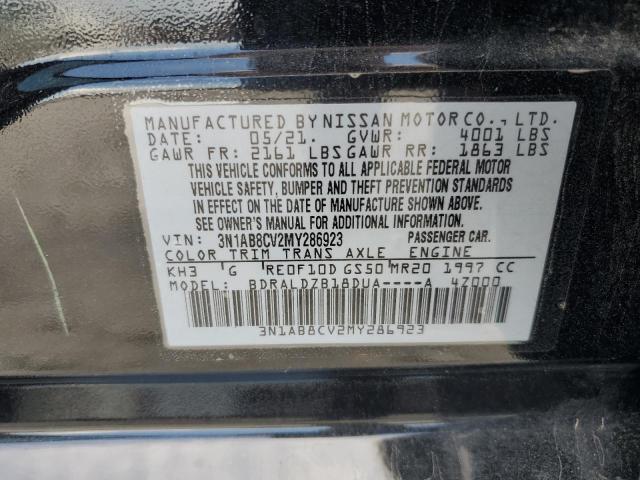 MANUFACTURED BY NISSAN MOTOR CO., LTD.
DATE: 05/21. GVWR: 4001 LBS
GAWR FR: 2161 LBS GAWR RR: 1863 LBS
THIS VEHICLE CONFORMS TO ALL APPLICABLE FEDERAL MOTOR
VEHICLE SAFETY, BUMPER AND THEFT PREVENTION STANDARDS
IN EFFECT ON THE DATE OF MANUFACTURE SHOWN ABOVE.
SEE OWNER'S MANUAL FOR ADDITIONAL INFORMATION.
VIN: 3N1AB8CV2MY286923 PASSENGER CAR.
COLOR TRIM TRANS AXLE ENGINE
KH3 G RE0F10D GS50 MR20 1997 CC
MODEL: BDRALDZB18DUA----A 4Z000
3N1AB8CV2MY286923